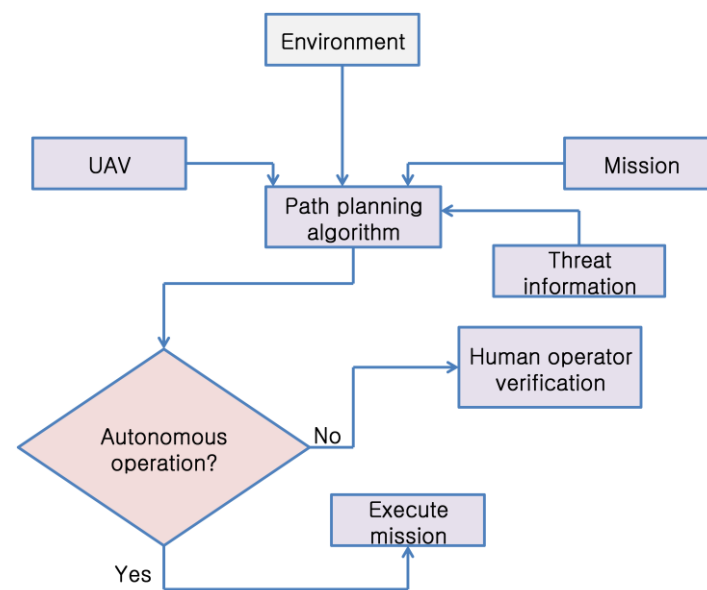 Environment
UAV
Mission
Path planning
algorithm
Threat
information
Human operator
verification
Autonomous
operation?
No
Execute
mission
Yes